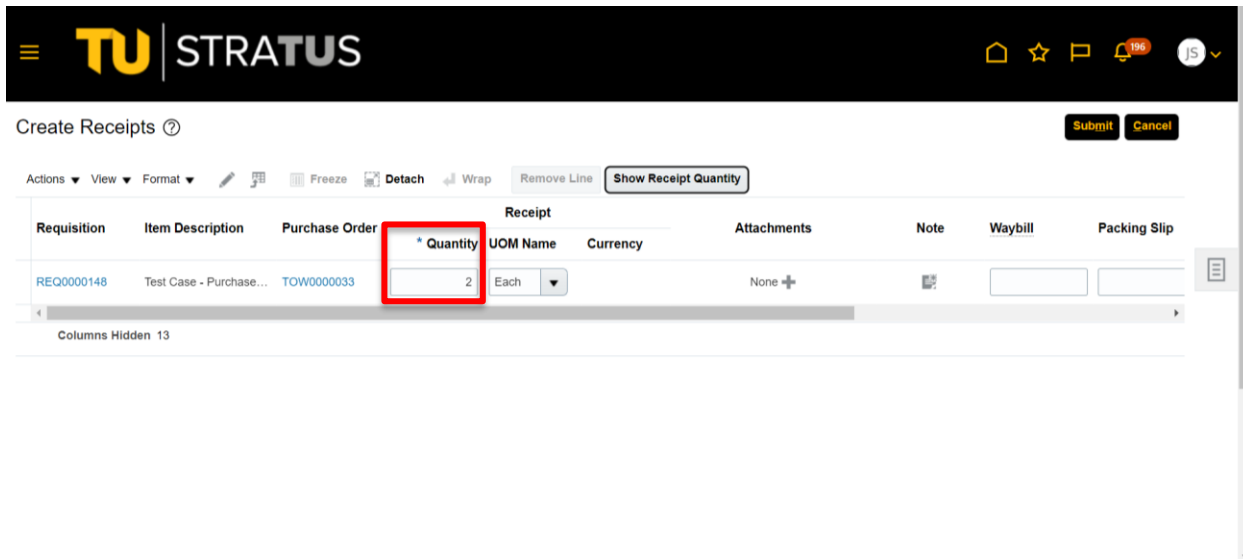 TU STRATUS
196
JS
Create Receipts ?
Submit Cancel
Actions View Format Freeze Detach Wrap Remove Line Show Receipt Quantity
Receipt
Requisition Item Description Purchase Order Attachments Note Waybill Packing Slip
* Quantity UOM Name Currency
REQ0000148 Test Case - Purchase... TOW0000033 2 Each None
Columns Hidden 13